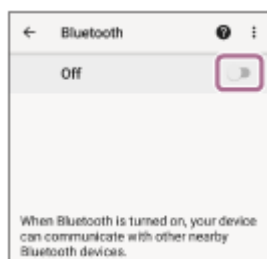 Bluetooth
Off
When Bluetooth is turned on, your device
can communicate with other nearby
Bluetooth devices.